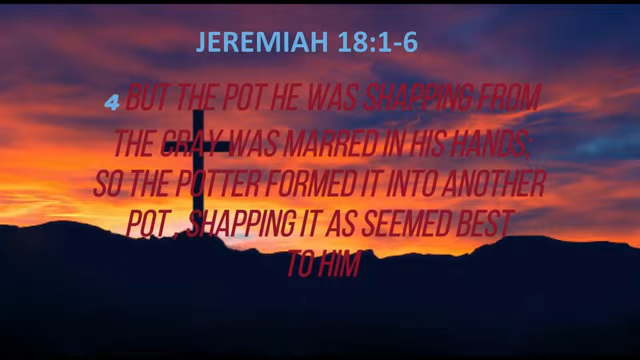 JEREMIAH 18:1-6
4 BUT THE POT HE WAS SHAPPING FROM
THE CRAY WAS MARRED IN HIS HANDS;
SO THE POTTER FORMED IT INTO ANOTHER
POT , SHAPPING IT AS SEEMED BEST
TO HIM